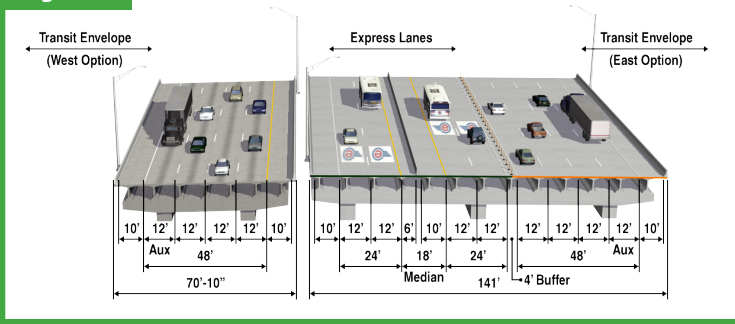 Transit Envelope
(West Option)
Express Lanes
Transit Envelope
(East Option)
10' 12' 12' 12' 12' 10'
Aux
48'
70'-10"
10' 12' 12' 6' 10' 12' 12' 12' 12' 12' 12' 10'
Aux
24' 18' 24' 48'
Median
4' Buffer
141'